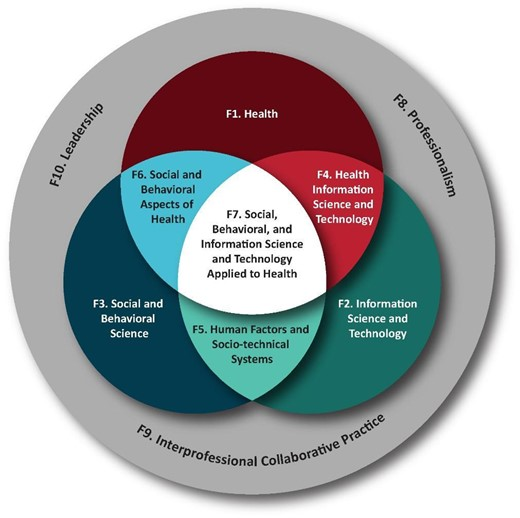 F10. Leadership
F8. Professionalism
F1. Health
F6. Social and
Behavioral
Aspects of
Health
F4. Health
Information
Science and
Technology
F7. Social,
Behavioral, and
Information Science
and Technology
Applied to Health
F3. Social and
Behavioral
Science
F2. Information
Science and
Technology
F5. Human Factors and
Socio-technical
Systems
F9. Interprofessional Collaborative Practice